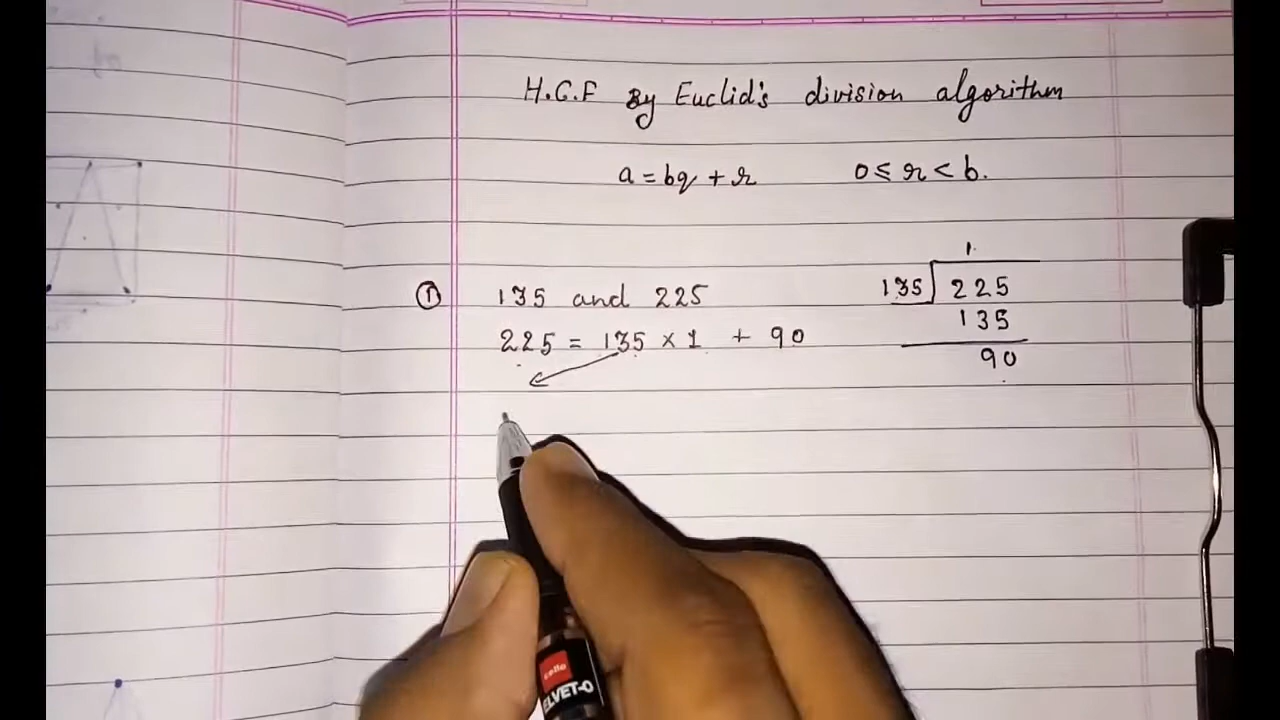 H.C.F By Euclid's division algorithm
a = bq + r 0 ≤ r < b.
① 135 and 225
225 = 135 × 1 + 90
1
135 225
135
90
cello
ELVET-O